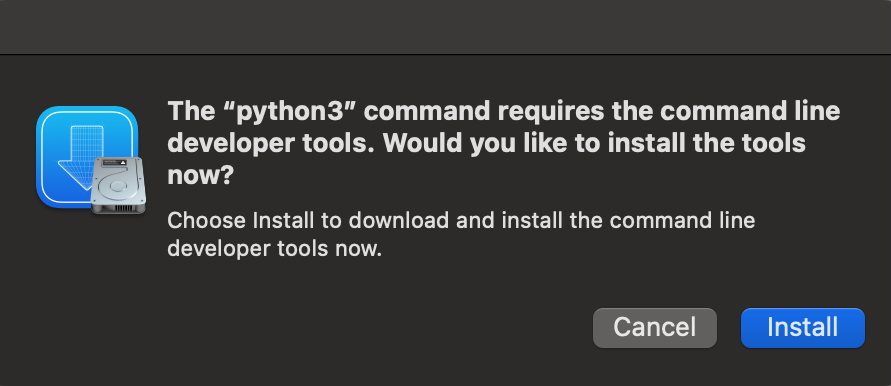 The “python3” command requires the command line
developer tools. Would you like to install the tools
now?
Choose Install to download and install the command line
developer tools now.
Cancel
Install